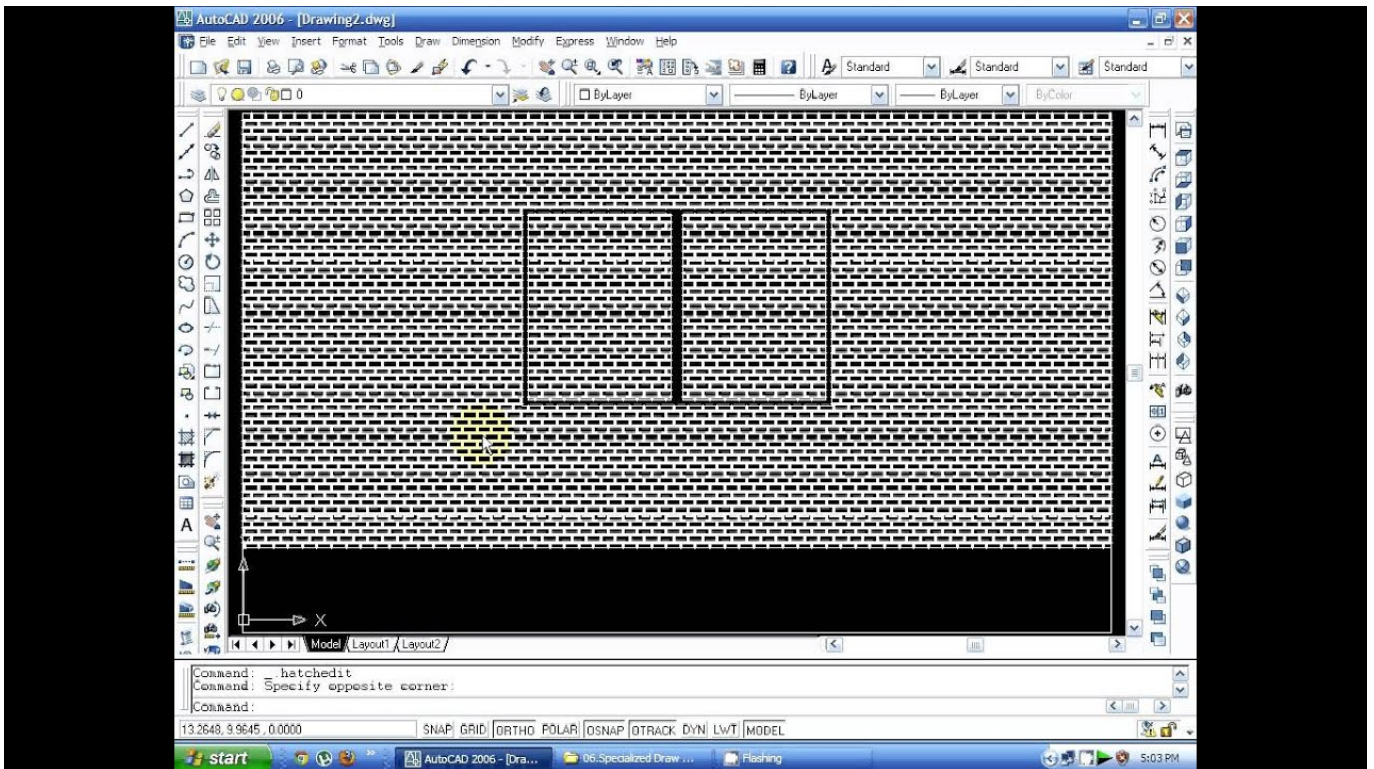 AutoCAD 2006 - [Drawing2.dwg]
File Edit View Insert Format Tools Draw Dimension Modify Express Window Help
Standard Standard Standard
0 ByLayer ByLayer ByLayer ByColor
A
X
Model Layout1 Layout2
Command: _.hatchedit
Command: Specify opposite corner:
Command:
13.2648, 9.9645 , 0.0000 SNAP GRID ORTHO POLAR OSNAP OTRACK DYN LWT MODEL
start AutoCAD 2006 - [Dra... 06.Specialized Draw ... Flashing 5:03 PM